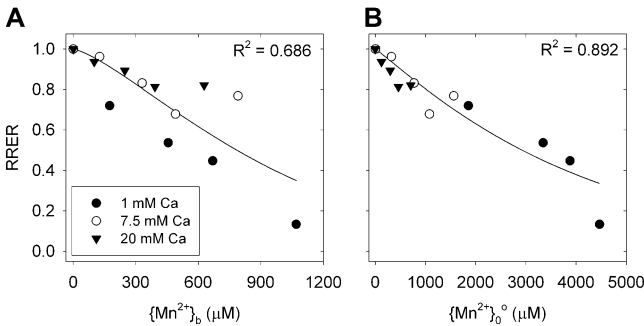 A
B
R² = 0.686
R² = 0.892
RRER
1.0
0.8
0.6
0.4
0.2
0.0
1 mM Ca
7.5 mM Ca
20 mM Ca
0 300 600 900 1200
0 1000 2000 3000 4000 5000
{Mn²⁺}b (μM)
{Mn²⁺}₀° (μM)